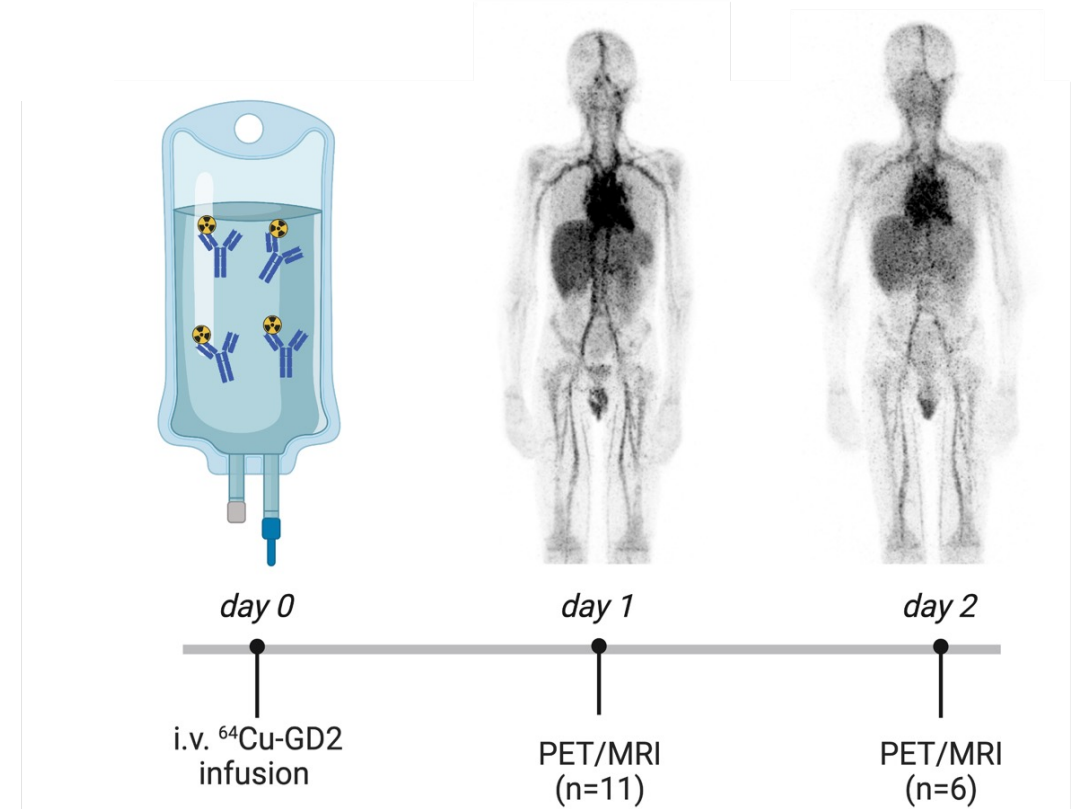 day 0
day 1
day 2
i.v. ⁶⁴Cu-GD2
infusion
PET/MRI
(n=11)
PET/MRI
(n=6)